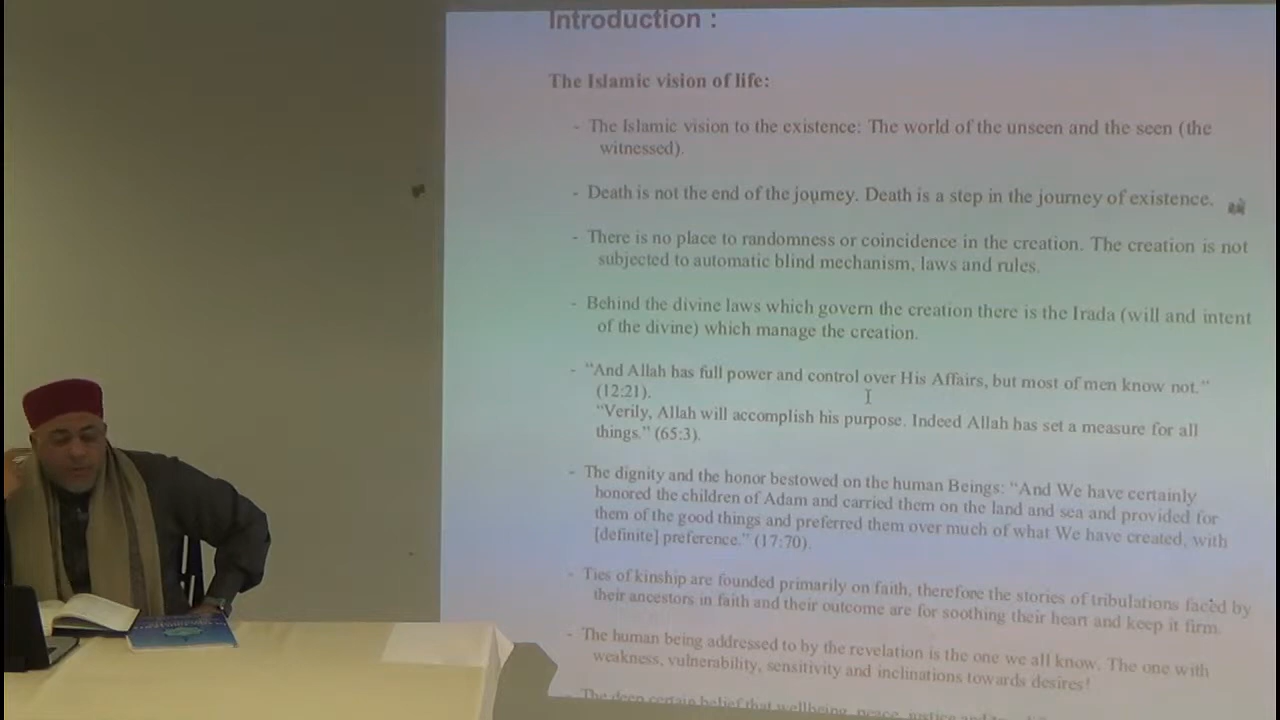 Introduction :
The Islamic vision of life:
- The Islamic vision to the existence: The world of the unseen and the seen (the
witnessed).
- Death is not the end of the journey. Death is a step in the journey of existence.
- There is no place to randomness or coincidence in the creation. The creation is not
subjected to automatic blind mechanism, laws and rules.
- Behind the divine laws which govern the creation there is the Irada (will and intent
of the divine) which manage the creation.
- "And Allah has full power and control over His Affairs, but most of men know not."
(12:21).
"Verily, Allah will accomplish his purpose. Indeed Allah has set a measure for all
things." (65:3).
- The dignity and the honor bestowed on the human Beings: "And We have certainly
honored the children of Adam and carried them on the land and sea and provided for
them of the good things and preferred them over much of what We have created, with
[definite] preference." (17:70).
- Ties of kinship are founded primarily on faith, therefore the stories of tribulations faced by
their ancestors in faith and their outcome are for soothing their heart and keep it firm.
- The human being addressed to by the revelation is the one we all know. The one with
weakness, vulnerability, sensitivity and inclinations towards desires!
- The deep certain belief that wellbeing, peace, justice and